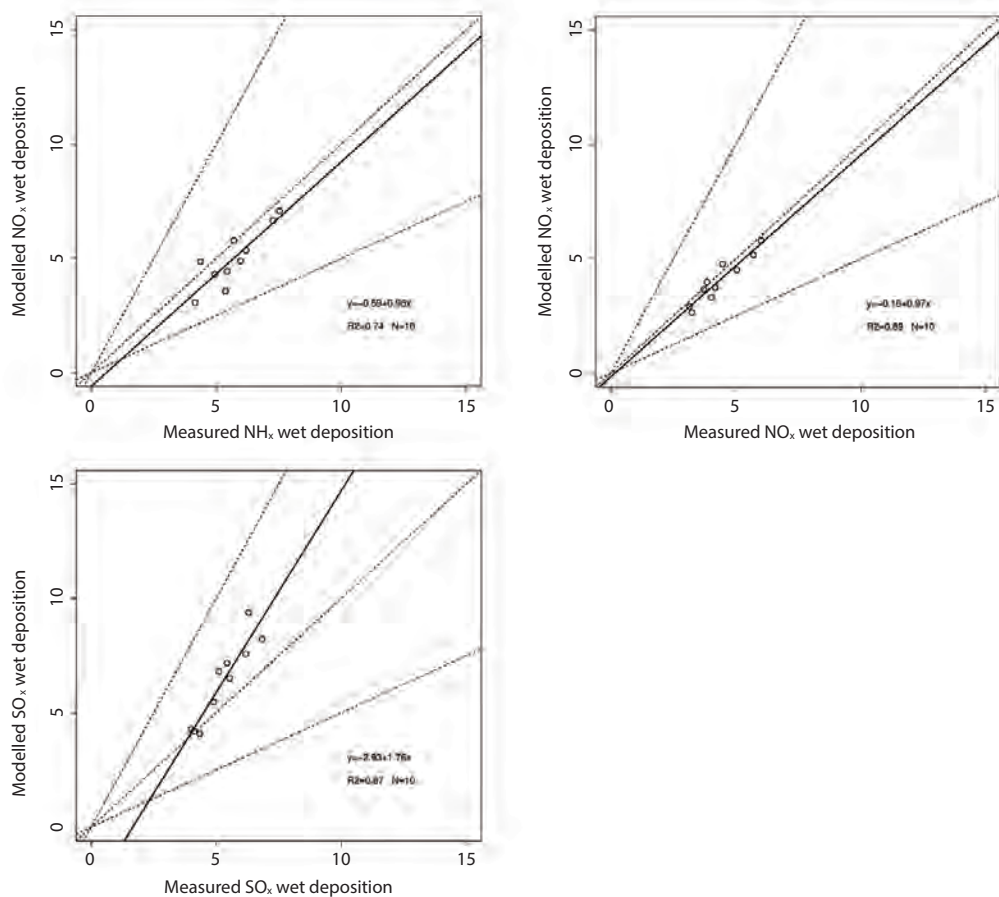 15
10
5
0
Modelled NOₓ wet deposition
y=-0.59+0.98x
R2=0.74 N=10
0 5 10 15
Measured NHₓ wet deposition
15
10
5
0
Modelled NOₓ wet deposition
y=-0.16+0.97x
R2=0.89 N=10
0 5 10 15
Measured NOₓ wet deposition
15
10
5
0
Modelled SOₓ wet deposition
y=-2.93+1.76x
R2=0.87 N=10
0 5 10 15
Measured SOₓ wet deposition